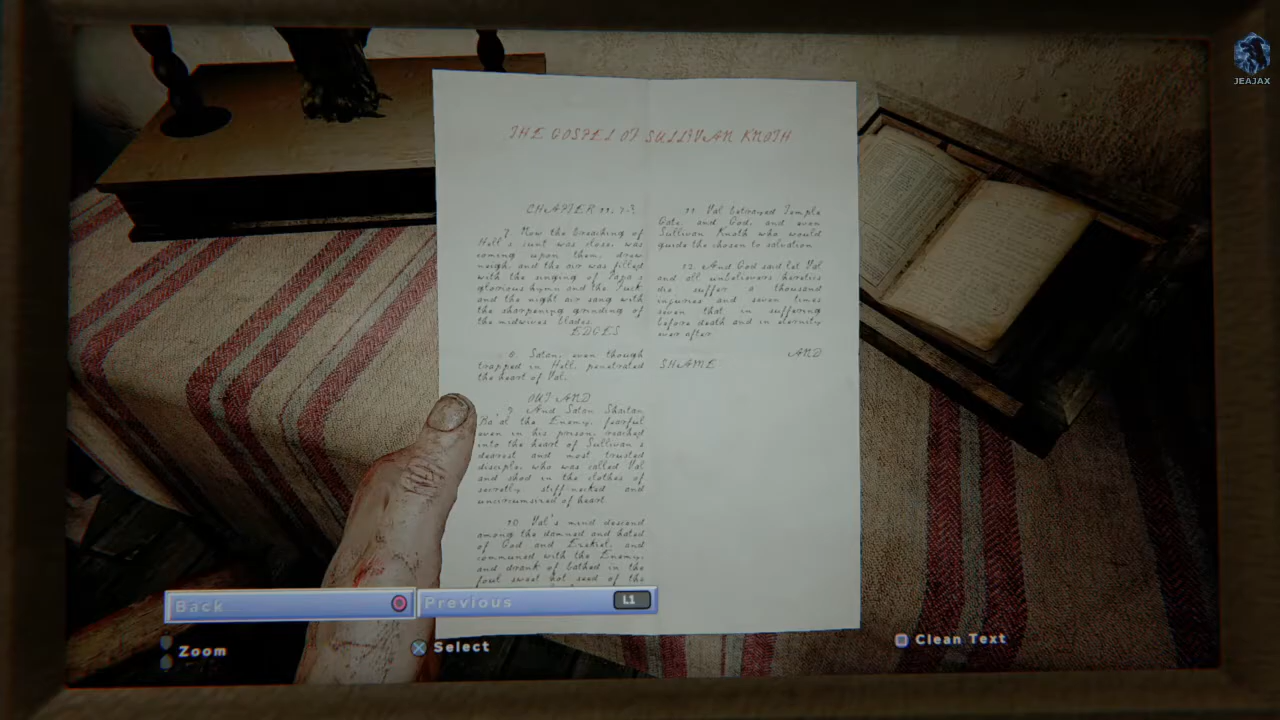 JEAJAX
THE GOSPEL OF SULLIVAN KNOTH
CHAPTER
7. Now the breaching of
Hell's cunt was close, was
coming upon them, drew
neigh, and the air was filled
with the singing of Papa's
glorious hymn and the Fuck
and the night air sang with
the sharpening grinding of
the midwives blades.
EDGES
8. Satan, even though
trapped in Hell, penetrated
the heart of Val.
OUT AND
9. And Satan Shaitan
Ra'al the Enemy, fearful
even in his prison, reached
into the heart of Sullivan's
dearest and most trusted
disciple, who was called Val
and shod in the clothes of
secretly stiff-necked and
uncircumsized of heart.
10. Val's mind descend
among the damned and hated
of God and Ezekiel, and
communed with the Enemy,
and drank of bathed in the
foul sweet hot seed of the
11. Val betrayed Temple
Gate, and God, and even
Sullivan Knoth who would
guide the chosen to salvation
12. And God said let Val
and all unbelievers heretics
die suffer a thousand
injuries and seven times
seven that in suffering
before death and in eternity
ever after.
AND
SHAME
Back
Previous
L1
Zoom
Select
Clean Text